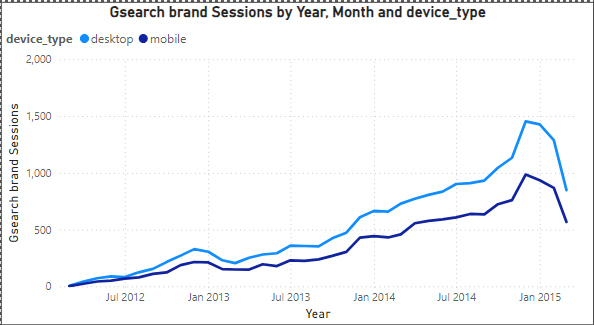 Gsearch brand Sessions by Year, Month and device_type
device_type desktop mobile
2,000
1,500
1,000
500
0
Gsearch brand Sessions
Jul 2012 Jan 2013 Jul 2013 Jan 2014 Jul 2014 Jan 2015
Year